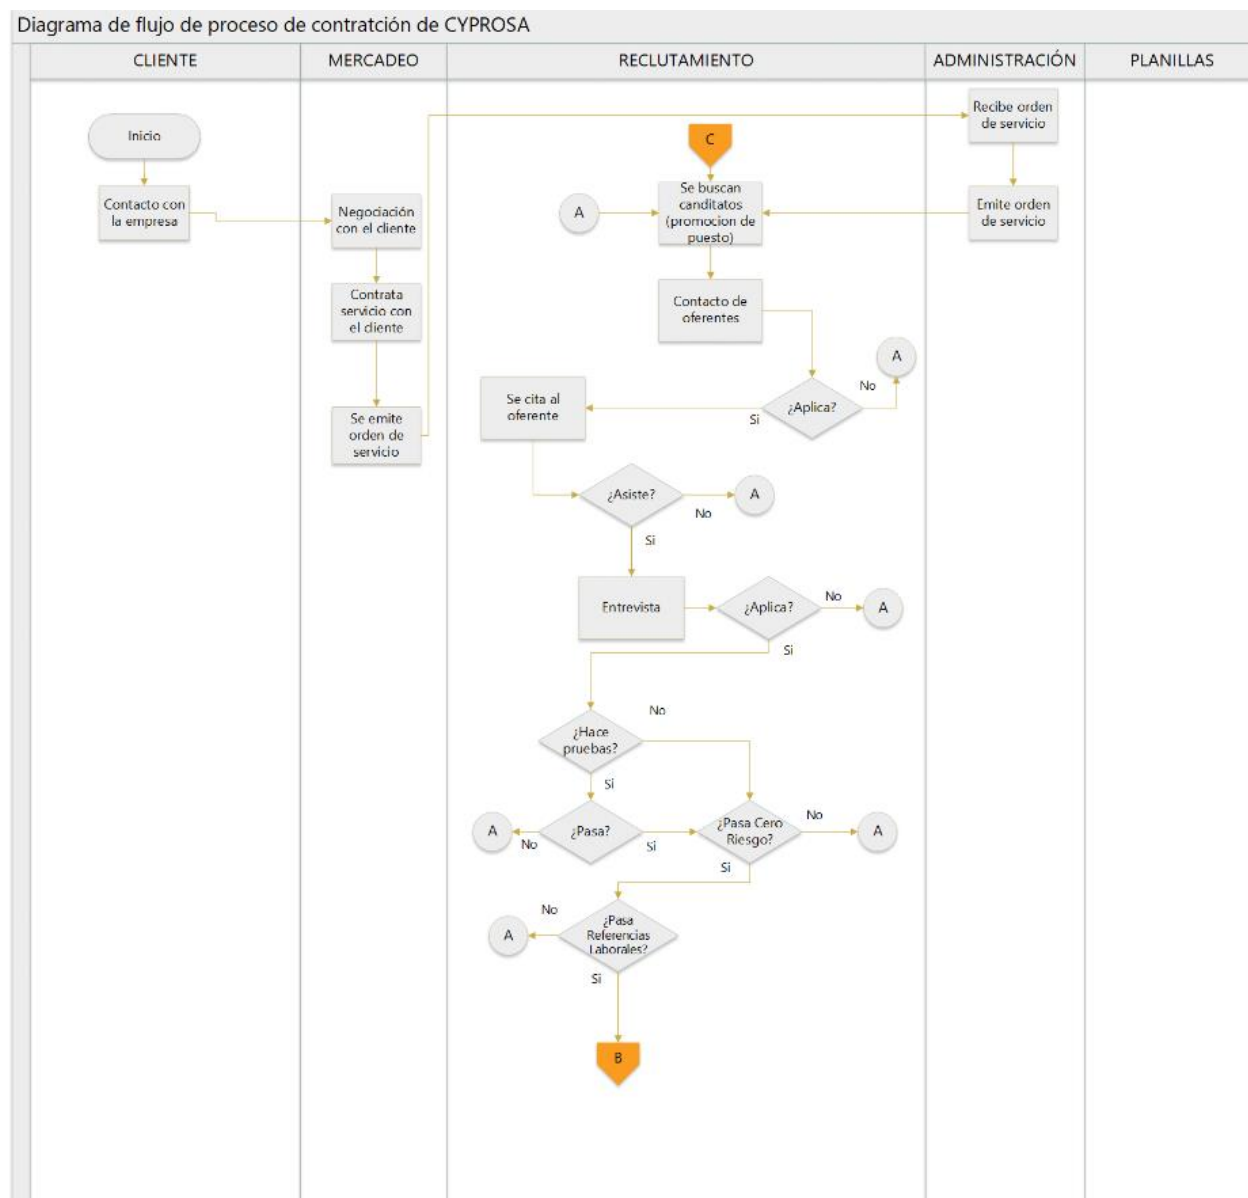 Diagrama de flujo de proceso de contratción de CYPROSA
CLIENTE
MERCADEO
RECLUTAMIENTO
ADMINISTRACIÓN
PLANILLAS
Inicio
Contacto con
la empresa
Negociación
con el cliente
Contrata
servicio con
el cliente
Se emite
orden de
servicio
Recibe orden
de servicio
Emite orden
de servicio
C
A
Se buscan
canditatos
(promocion de
puesto)
Contacto de
oferentes
¿Aplica?
No
A
Si
Se cita al
oferente
¿Asiste?
No
A
Si
Entrevista
¿Aplica?
No
A
Si
¿Hace
pruebas?
No
Si
¿Pasa?
No
A
Si
¿Pasa Cero
Riesgo?
No
A
Si
¿Pasa
Referencias
Laborales?
No
A
Si
B